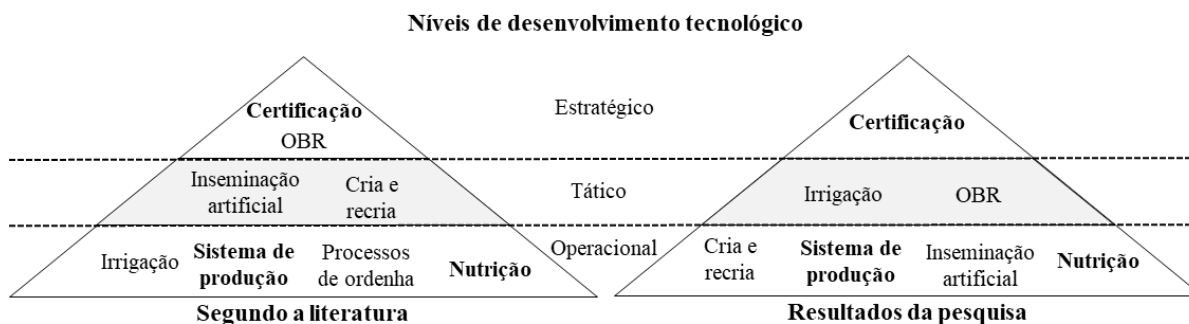 Níveis de desenvolvimento tecnológico
Certificação
OBR
Estratégico
Certificação
Inseminação
artificial
Cria e
recria
Tático
Irrigação
OBR
Irrigação
Sistema de
produção
Processos
de ordenha
Nutrição
Operacional
Cria e
recria
Sistema de
produção
Inseminação
artificial
Nutrição
Segundo a literatura
Resultados da pesquisa